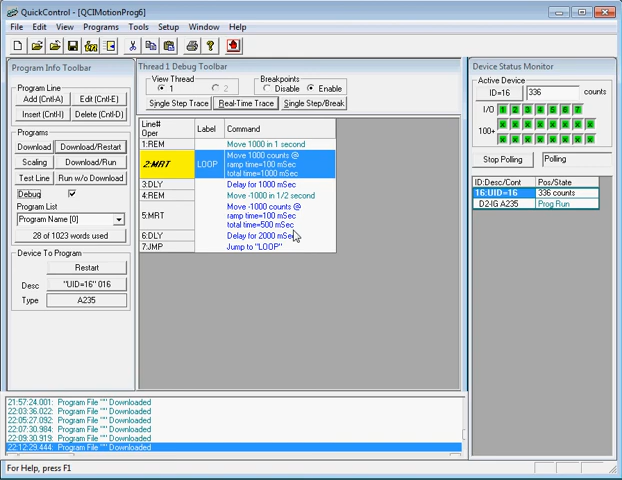 QuickControl - [QCIMotionProg6]
File Edit View Programs Tools Setup Window Help
Program Info Toolbar
Program Line
Add (Cntl-A) Edit (Cntl-E)
Insert (Cntl-I) Delete (Cntl-D)
Programs
Download Download/Restart
Scaling Download/Run
Test Line Run w/o Download
Debug
Program List
Program Name [0]
28 of 1023 words used
Device To Program
Restart
Desc "UID=16" 016
Type A235
Thread 1 Debug Toolbar
View Thread
1 2
Breakpoints
Disable Enable
Single Step Trace Real-Time Trace Single Step/Break
Line#
Oper Label Command
1:REM Move 1000 in 1 second
2:MRT LOOP Move 1000 counts @
ramp time=100 mSec
total time=1000 mSec
3:DLY Delay for 1000 mSec
4:REM Move -1000 in 1/2 second
5:MRT Move -1000 counts @
ramp time=100 mSec
total time=500 mSec
6:DLY Delay for 2000 mSec
7:JMP Jump to "LOOP"
Device Status Monitor
Active Device
ID=16 336 counts
I/O 1 2 3 4 5 6 7
100+
Stop Polling Polling
ID:Desc/Cont Pos/State
16:UID=16 336 counts
D2-IG A235 Prog Run
21:57:24.001: Program File "" Downloaded
22:03:36.022: Program File "" Downloaded
22:05:27.092: Program File "" Downloaded
22:07:30.984: Program File "" Downloaded
22:09:30.919: Program File "" Downloaded
22:12:29.444: Program File "" Downloaded
For Help, press F1